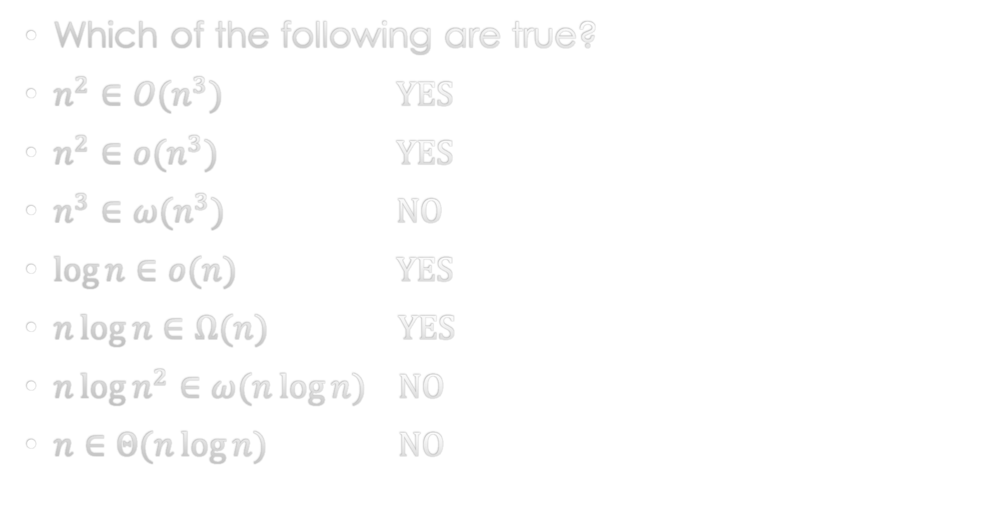 ○ Which of the following are true?
○ n² ∈ O(n³) YES
○ n² ∈ o(n³) YES
○ n³ ∈ ω(n³) NO
○ log n ∈ o(n) YES
○ n log n ∈ Ω(n) YES
○ n log n² ∈ ω(n log n) NO
○ n ∈ Θ(n log n) NO